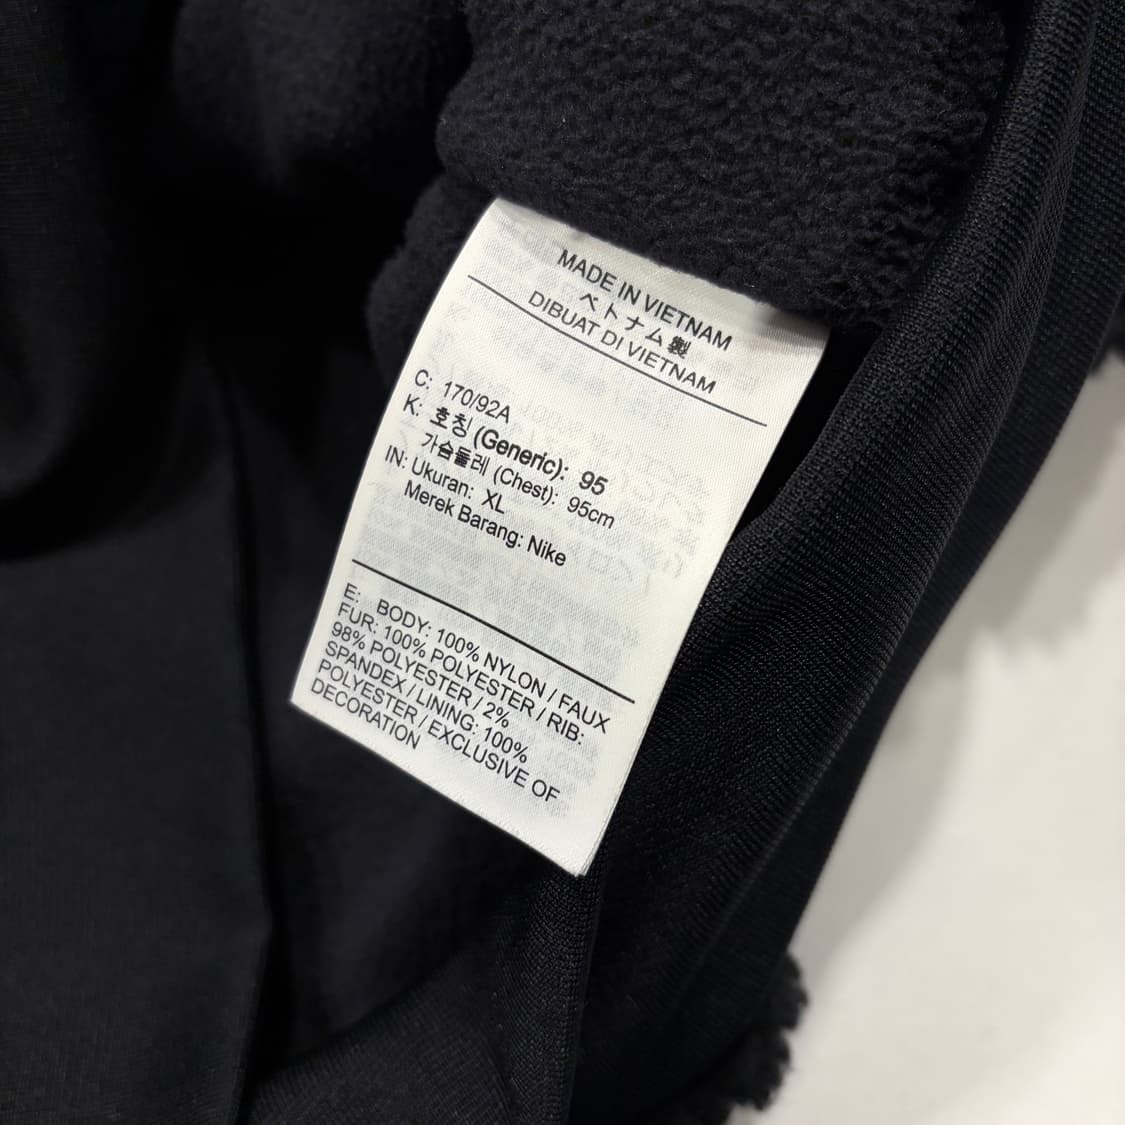 MADE IN VIETNAM
ベトナム製
DIBUAT DI VIETNAM
C: 170/92A
K: 호칭 (Generic): 95
가슴둘레 (Chest): 95cm
IN: Ukuran: XL
Merek Barang: Nike
E: BODY: 100% NYLON / FAUX
FUR: 100% POLYESTER / RIB:
98% POLYESTER / 2%
SPANDEX / LINING: 100%
POLYESTER / EXCLUSIVE OF
DECORATION